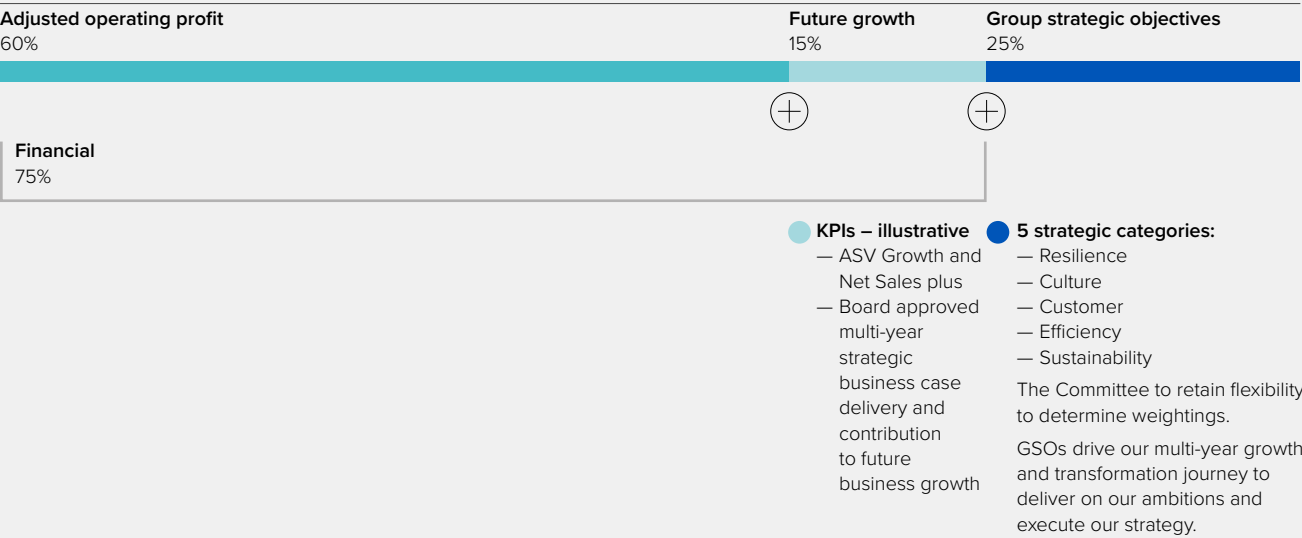 Adjusted operating profit
60%
Future growth
15%
Group strategic objectives
25%
Financial
75%
KPIs – illustrative
— ASV Growth and
Net Sales plus
— Board approved
multi-year
strategic
business case
delivery and
contribution
to future
business growth
5 strategic categories:
— Resilience
— Culture
— Customer
— Efficiency
— Sustainability
The Committee to retain flexibility
to determine weightings.
GSOs drive our multi-year growth
and transformation journey to
deliver on our ambitions and
execute our strategy.